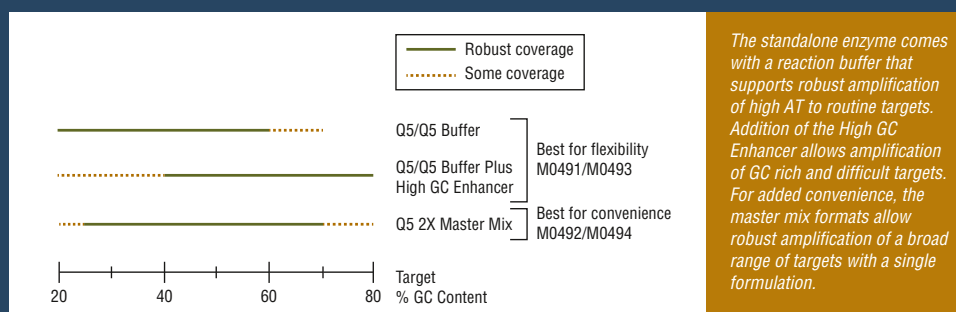 Robust coverage
Some coverage
Q5/Q5 Buffer
Q5/Q5 Buffer Plus
High GC Enhancer
Best for flexibility
M0491/M0493
Q5 2X Master Mix
Best for convenience
M0492/M0494
20
40
60
80
Target
% GC Content
The standalone enzyme comes
with a reaction buffer that
supports robust amplification
of high AT to routine targets.
Addition of the High GC
Enhancer allows amplification
of GC rich and difficult targets.
For added convenience, the
master mix formats allow
robust amplification of a broad
range of targets with a single
formulation.